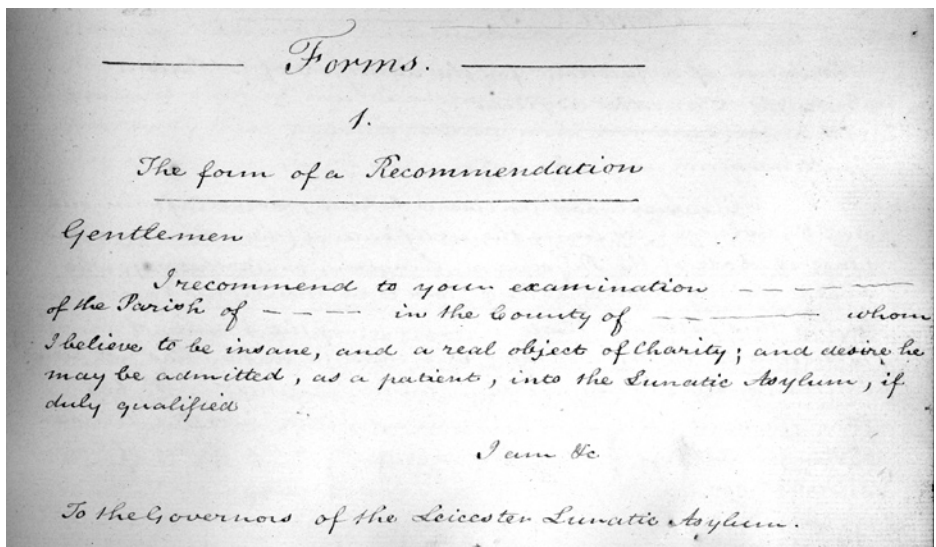 Forms.
1.
The form of a Recommendation
Gentlemen
I recommend to your examination
of the Parish of in the County of whom
I believe to be insane, and a real object of Charity; and desire he
may be admitted, as a patient, into the Lunatic Asylum, if
duly qualified
I am &c
To the Governors of the Leicester Lunatic Asylum.